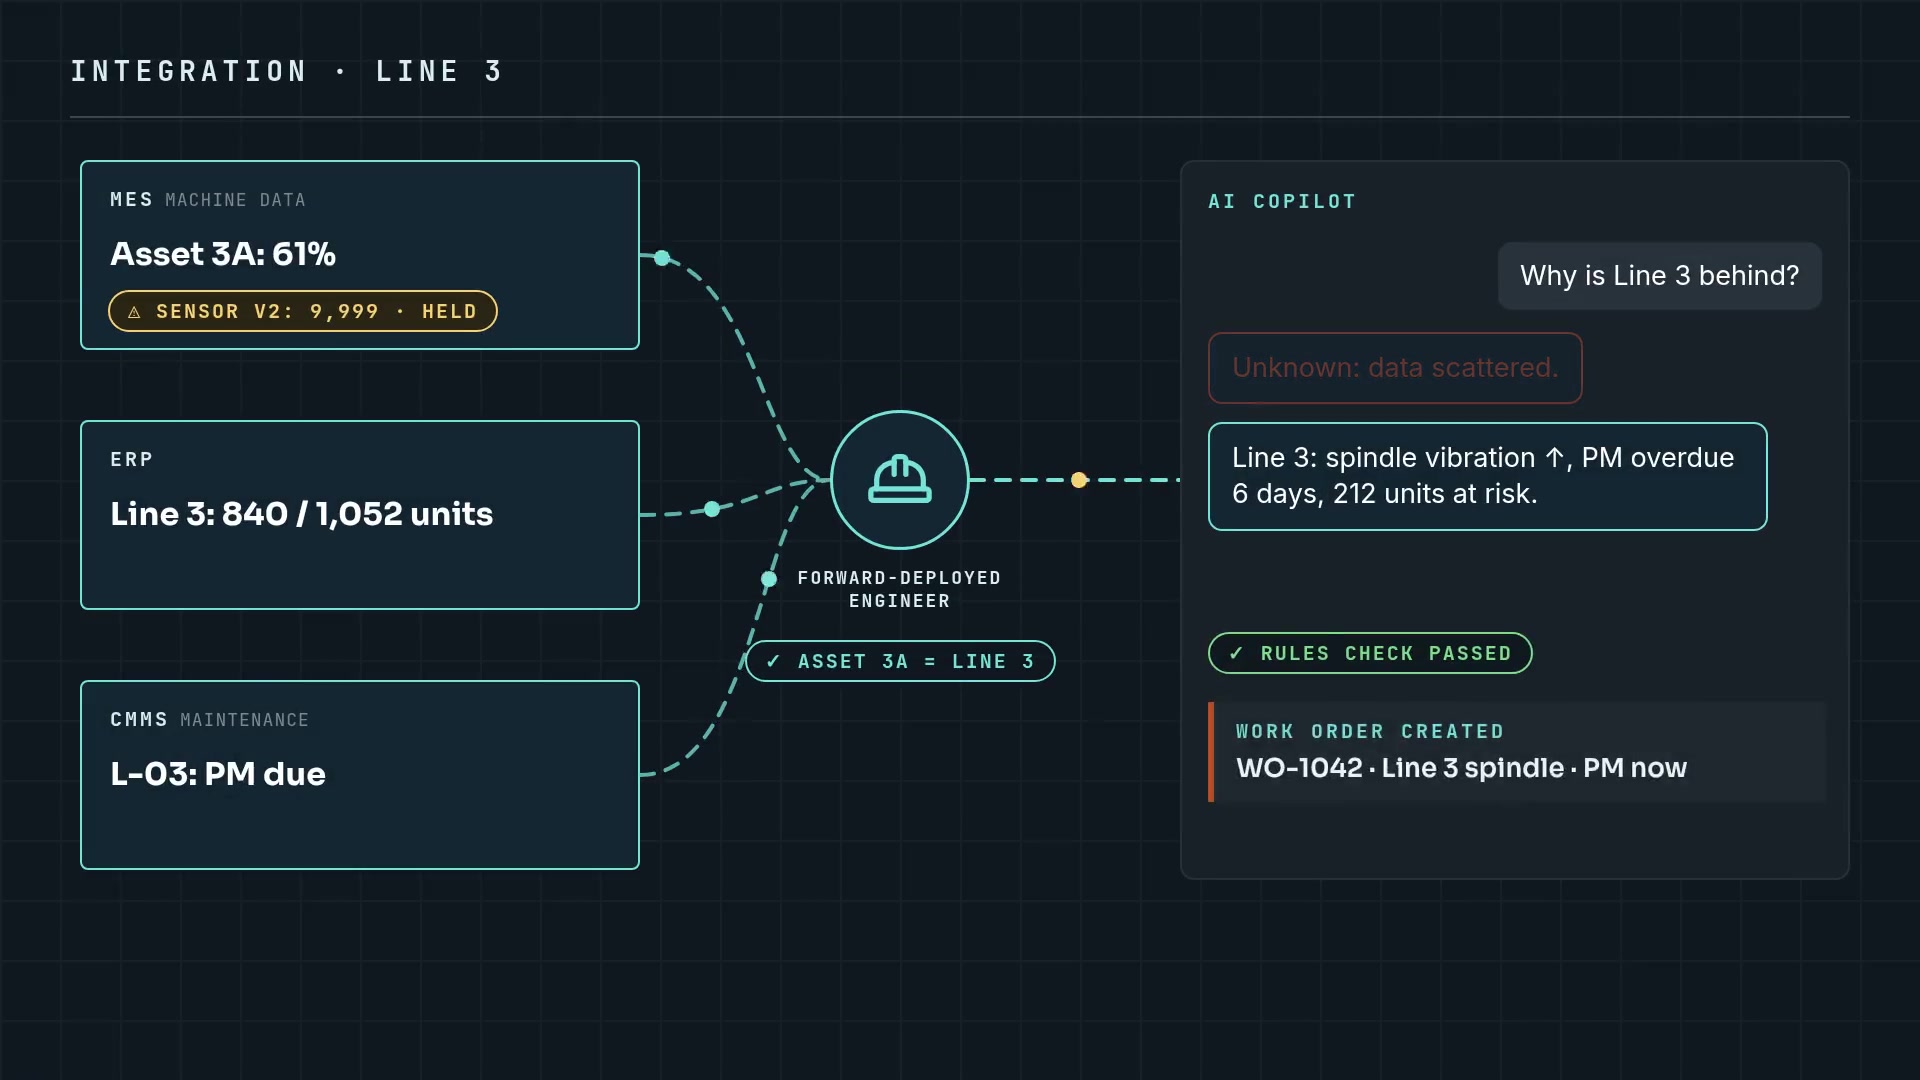 INTEGRATION · LINE 3
MES MACHINE DATA
Asset 3A: 61%
⚠ SENSOR V2: 9,999 · HELD
ERP
Line 3: 840 / 1,052 units
CMMS MAINTENANCE
L-03: PM due
FORWARD-DEPLOYED
ENGINEER
✓ ASSET 3A = LINE 3
AI COPILOT
Why is Line 3 behind?
Unknown: data scattered.
Line 3: spindle vibration ↑, PM overdue
6 days, 212 units at risk.
✓ RULES CHECK PASSED
WORK ORDER CREATED
WO-1042 · Line 3 spindle · PM now